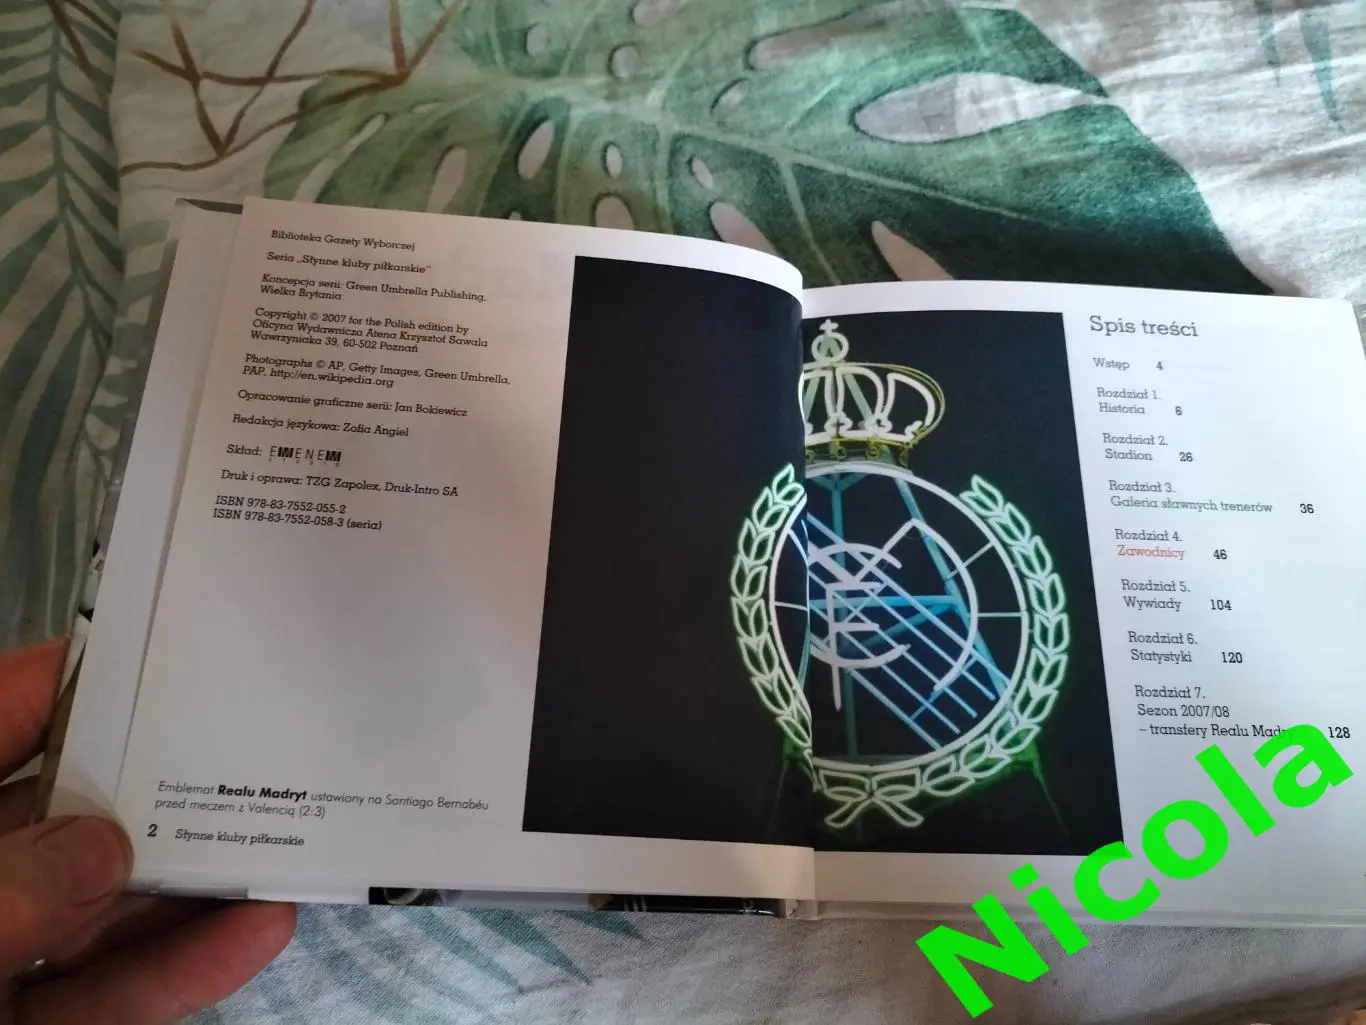 Biblioteka Gazety Wyborczej
Seria „Słynne kluby piłkarskie”
Koncepcja serii: Green Umbrella Publishing,
Wielka Brytania
Copyright © 2007 for the Polish edition by
Oficyna Wydawnicza Atena Krzysztof Sawala
Wawrzyniaka 39, 60-502 Poznań
Photographs © AP, Getty Images, Green Umbrella,
PAP, http://en.wikipedia.org
Opracowanie graficzne serii: Jan Bokiewicz
Redakcja językowa: Zofia Angiel
Skład: EMENEM
studio
Druk i oprawa: TZG Zapolex, Druk-Intro SA
ISBN 978-83-7552-055-2
ISBN 978-83-7552-058-3 (seria)
Emblemat Realu Madryt ustawiony na Santiago Bernabéu
przed meczem z Valencią (2:3)
2 Słynne kluby piłkarskie
Spis treści
Wstęp 4
Rozdział 1.
Historia 6
Rozdział 2.
Stadion 26
Rozdział 3.
Galeria sławnych trenerów 36
Rozdział 4.
Zawodnicy 46
Rozdział 5.
Wywiady 104
Rozdział 6.
Statystyki 120
Rozdział 7.
Sezon 2007/08
– transfery Realu Madr 128
Nicola